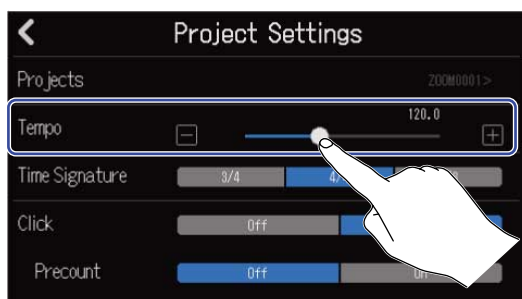 Project Settings
Projects ZOOM0001>
120.0
Tempo
Time Signature 3/4
Click Off
Precount Off